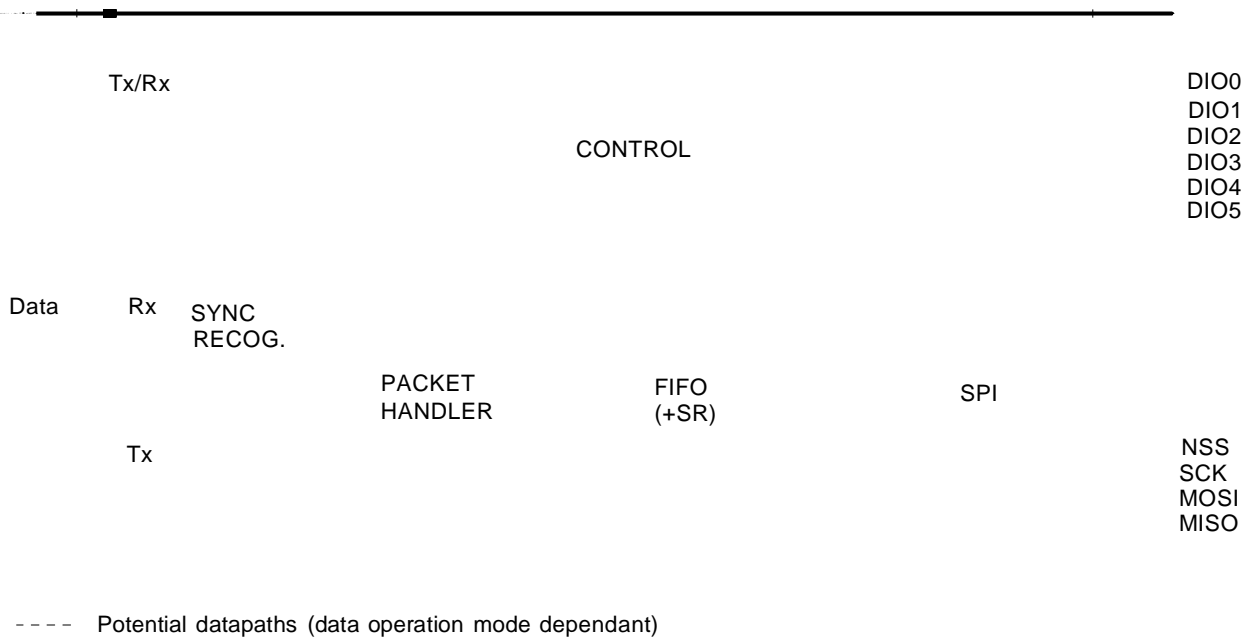 Tx/Rx
DIO0
DIO1
DIO2
DIO3
DIO4
DIO5
CONTROL
Data
Rx
SYNC
RECOG.
PACKET
HANDLER
FIFO
(+SR)
SPI
Tx
NSS
SCK
MOSI
MISO
Potential datapaths (data operation mode dependant)